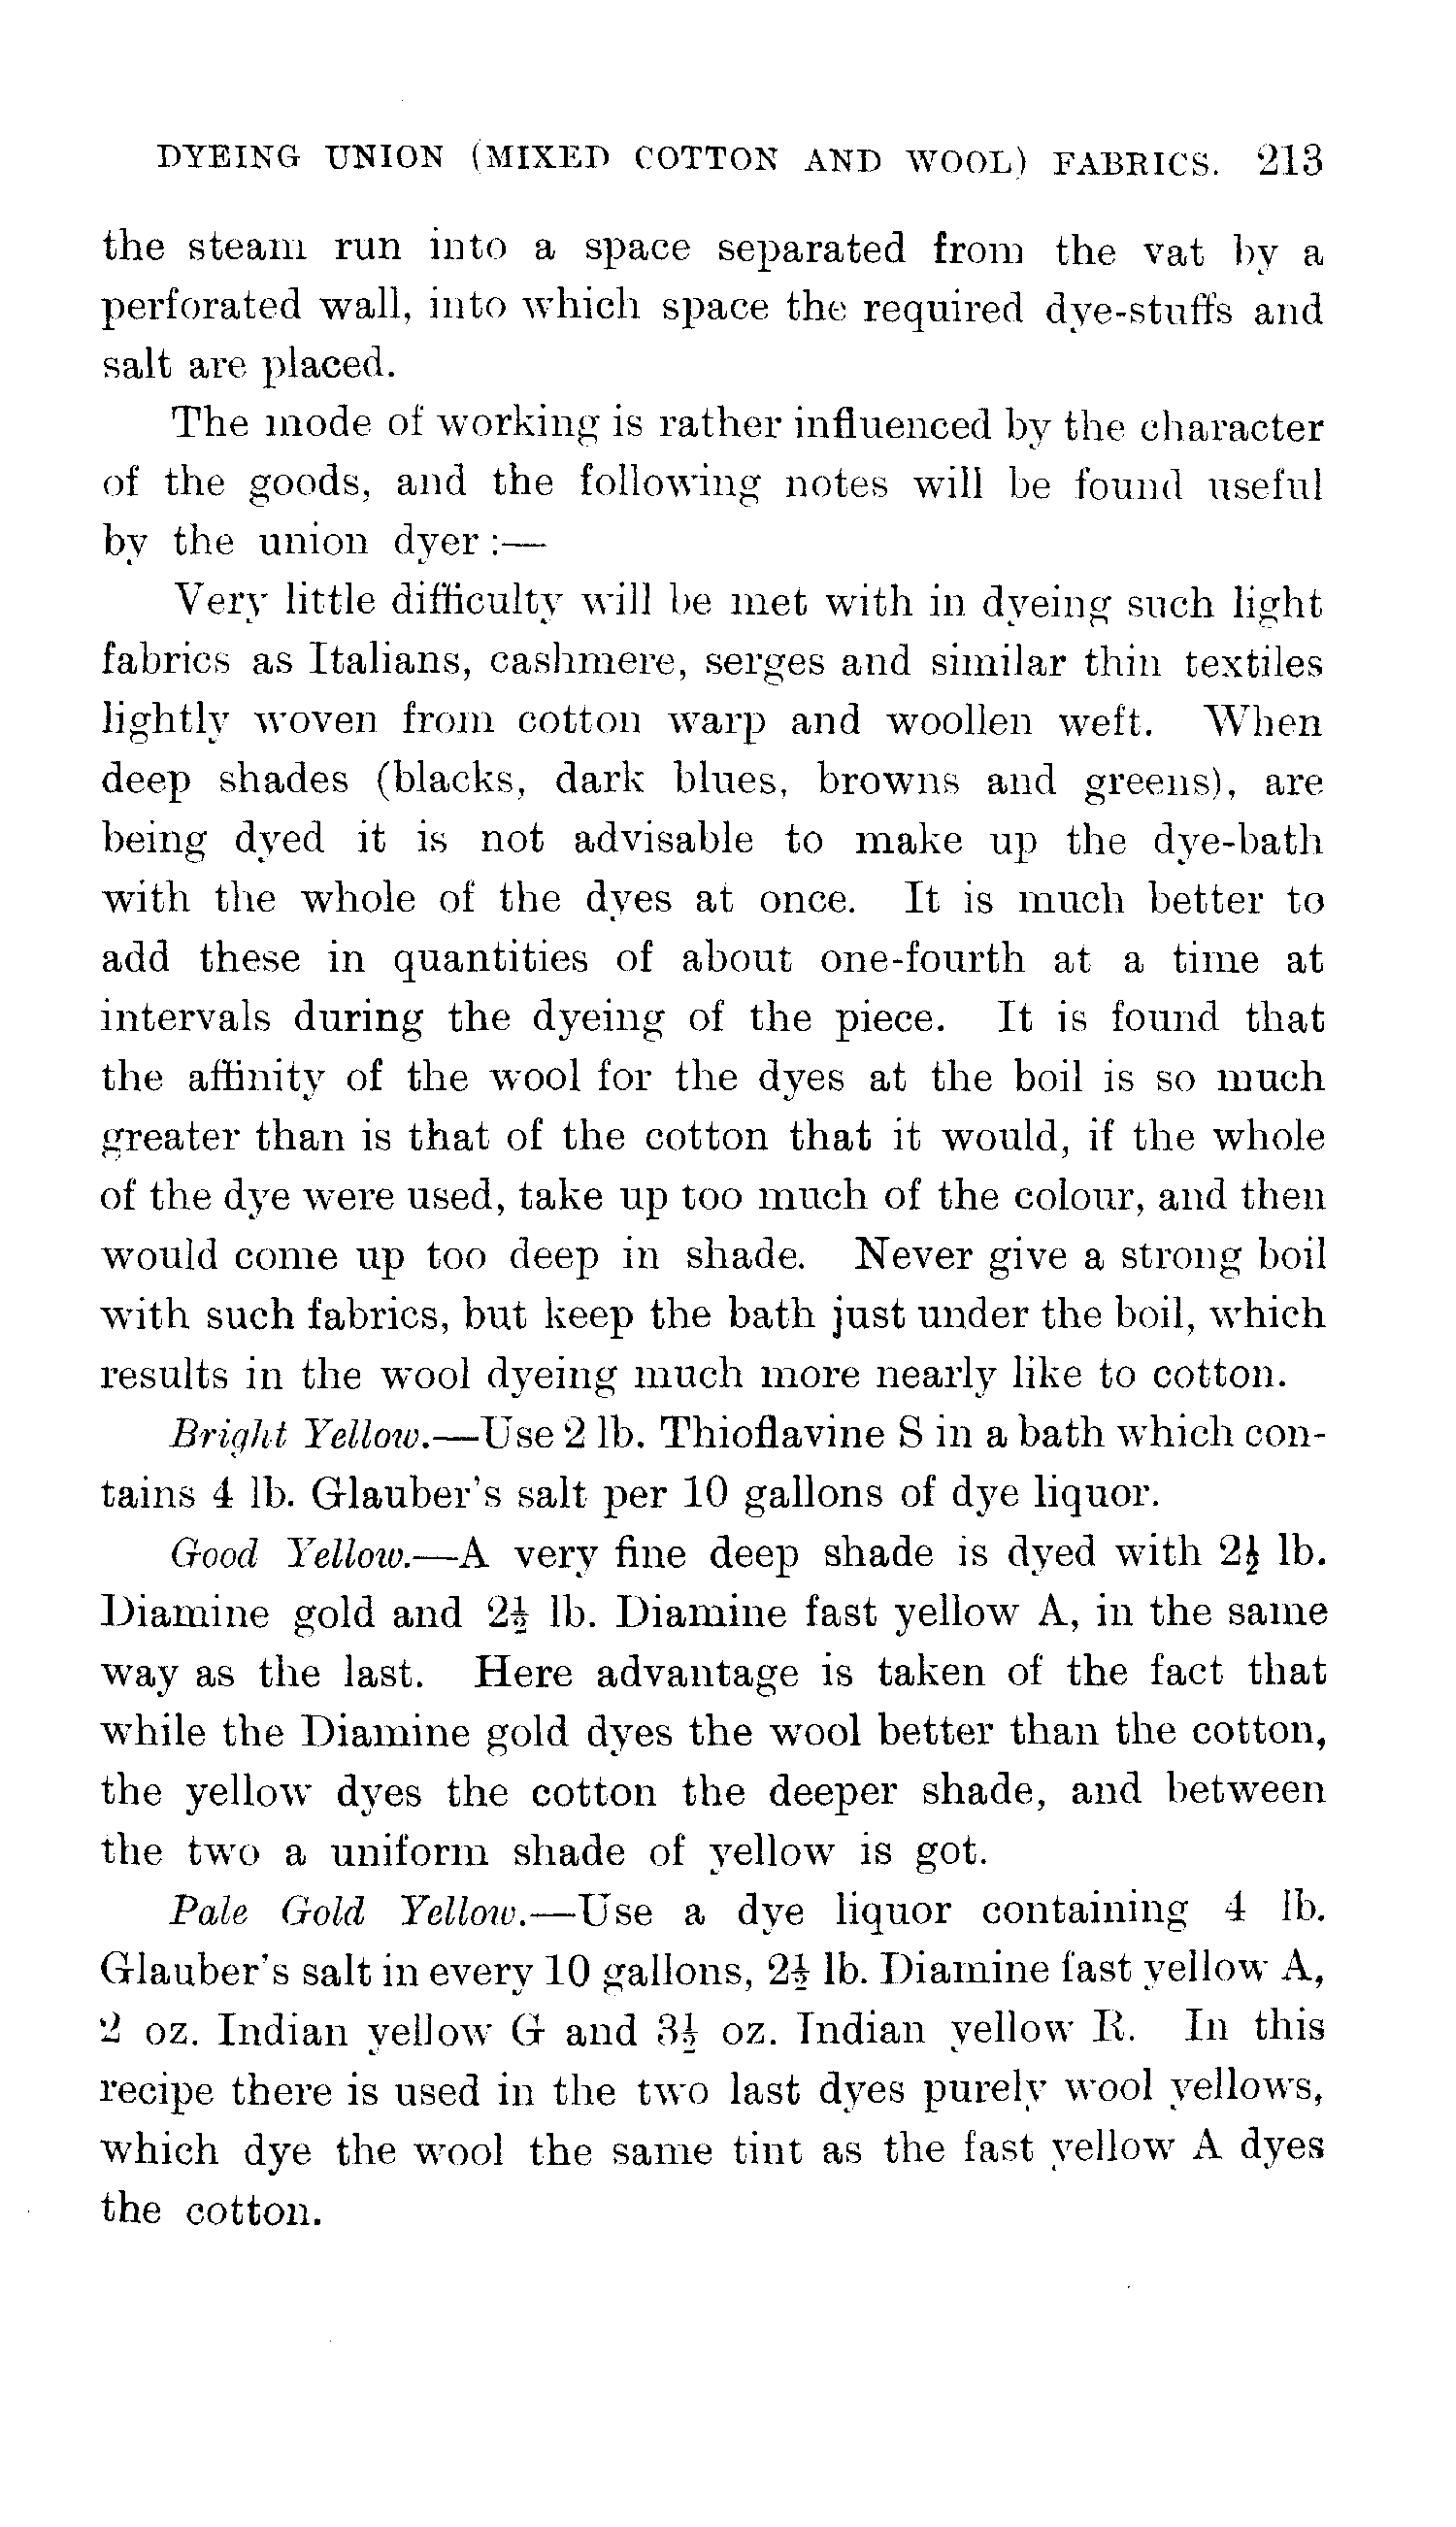 DYEING UNION (MIXED COTTON AND WOOL) FABRICS. 213
the steam run into a space separated from the vat by a
perforated wall, into which space the required dye-stuffs and
salt are placed.
The mode of working is rather influenced by the character
of the goods, and the following notes will be found useful
by the union dyer :—
Very little difficulty will be met with in dyeing such light
fabrics as Italians, cashmere, serges and similar thin textiles
lightly woven from cotton warp and woollen weft. When
deep shades (blacks, dark blues, browns and greens), are
being dyed it is not advisable to make up the dye-bath
with the whole of the dyes at once. It is much better to
add these in quantities of about one-fourth at a time at
intervals during the dyeing of the piece. It is found that
the affinity of the wool for the dyes at the boil is so much
greater than is that of the cotton that it would, if the whole
of the dye were used, take up too much of the colour, and then
would come up too deep in shade. Never give a strong boil
with such fabrics, but keep the bath just under the boil, which
results in the wool dyeing much more nearly like to cotton.
Bright Yellow.—Use 2 lb. Thioflavine S in a bath which con-
tains 4 lb. Glauber's salt per 10 gallons of dye liquor.
Good Yellow.—A very fine deep shade is dyed with 2½ lb.
Diamine gold and 2½ lb. Diamine fast yellow A, in the same
way as the last. Here advantage is taken of the fact that
while the Diamine gold dyes the wool better than the cotton,
the yellow dyes the cotton the deeper shade, and between
the two a uniform shade of yellow is got.
Pale Gold Yellow.—Use a dye liquor containing 4 lb.
Glauber's salt in every 10 gallons, 2½ lb. Diamine fast yellow A,
2 oz. Indian yellow G and 3½ oz. Indian yellow R. In this
recipe there is used in the two last dyes purely wool yellows,
which dye the wool the same tint as the fast yellow A dyes
the cotton.